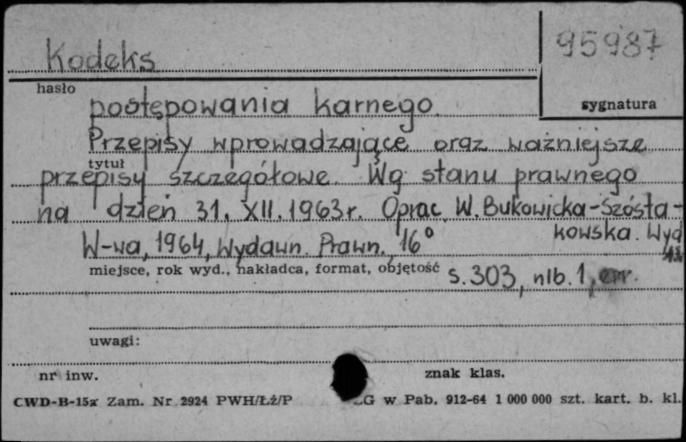 Kodeks
95987
hasło
sygnatura
postępowania karnego.
Przepisy wprowadzające oraz ważniejsze
tytuł
przepisy szczegółowe. Wg stanu prawnego
na dzień 31. XII. 1963 r. Oprac. W. Bukowicka-Szósta-
kowska. Wyd
W-wa, 1964, Wydawn. Prawn. 16°
miejsce, rok wyd., nakładca, format, objętość
s. 303, nlb. 1, err.
uwagi:
nr inw.
znak klas.
CWD-B-15x Zam. Nr 2924 PWH/Łż/P
G w Pab. 912-64 1 000 000 szt. kart. b. kl.